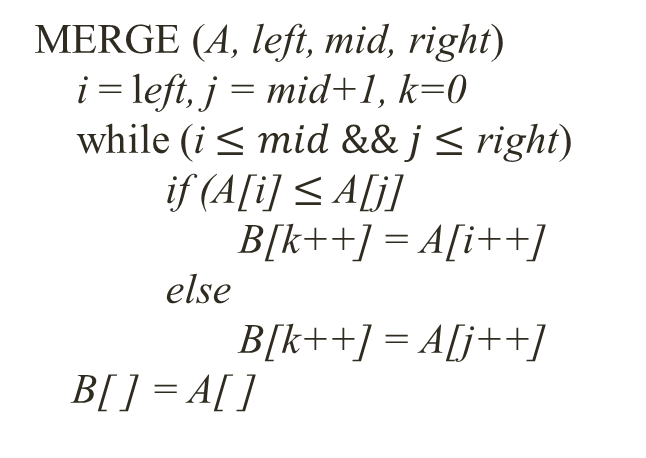 MERGE (A, left, mid, right)
i = left, j = mid+1, k=0
while (i ≤ mid && j ≤ right)
if (A[i] ≤ A[j]
B[k++] = A[i++]
else
B[k++] = A[j++]
B[ ] = A[ ]